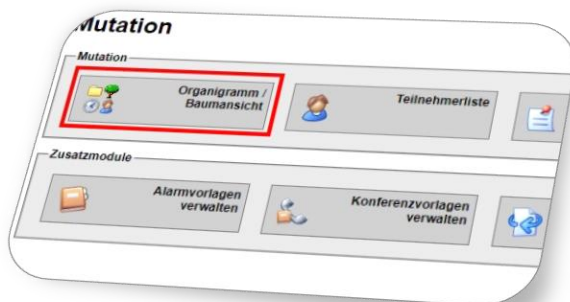 Mutation
Mutation
Organigramm /
Baumansicht
Teilnehmerliste
Zusatzmodule
Alarmvorlagen
verwalten
Konferenzvorlagen
verwalten